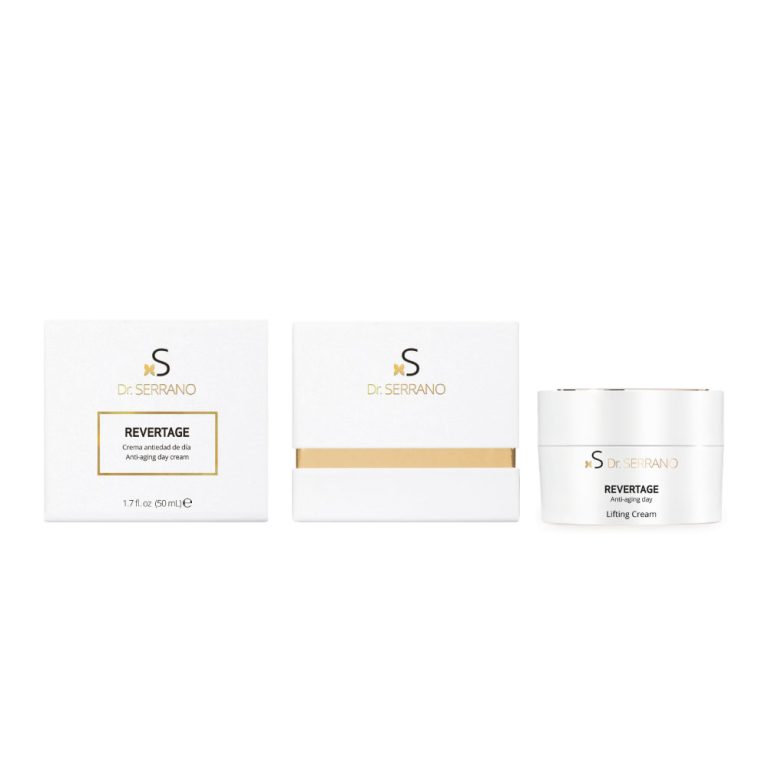 S
Dr. SERRANO
REVERTAGE
Crema antiedad de día
Anti-aging day cream
1.7 fl. oz (50 mL) ℮
S
Dr. SERRANO
S Dr. SERRANO
REVERTAGE
Anti-aging day
Lifting Cream